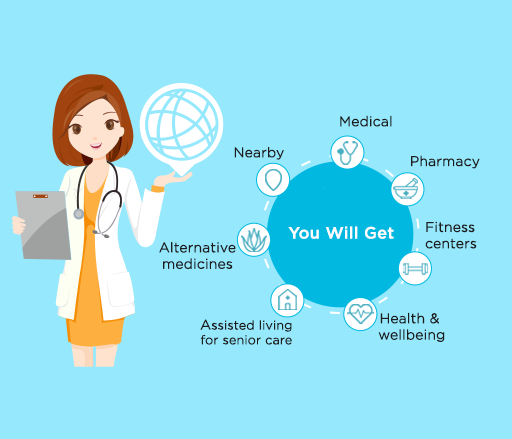 Medical
Nearby
Pharmacy
You Will Get
Fitness
centers
Alternative
medicines
Health &
wellbeing
Assisted living
for senior care